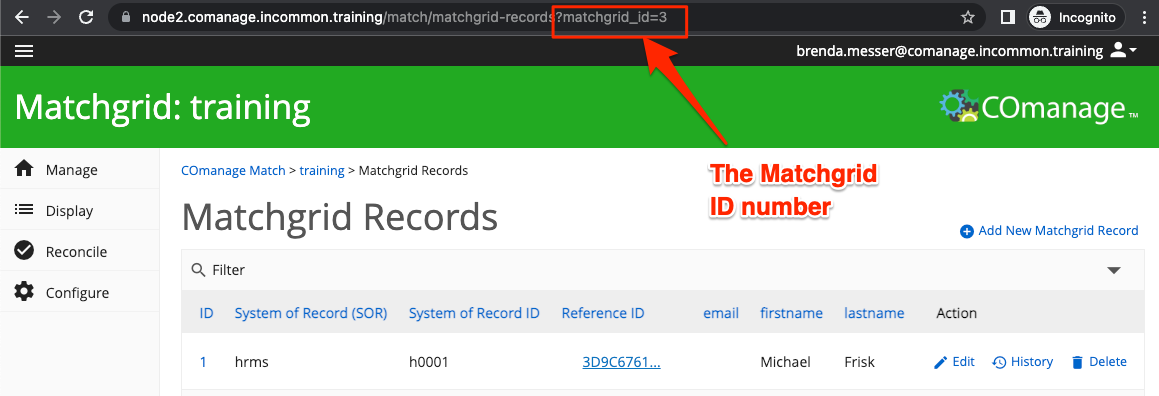 node2.comanage.incommon.training/match/matchgrid-records?matchgrid_id=3
Incognito
brenda.messer@comanage.incommon.training
Matchgrid: training
COmanage™
Manage
Display
Reconcile
Configure
COmanage Match > training > Matchgrid Records
The Matchgrid
ID number
Matchgrid Records
Add New Matchgrid Record
Filter
ID System of Record (SOR) System of Record ID Reference ID email firstname lastname Action
1 hrms h0001 3D9C6761... Michael Frisk Edit History Delete